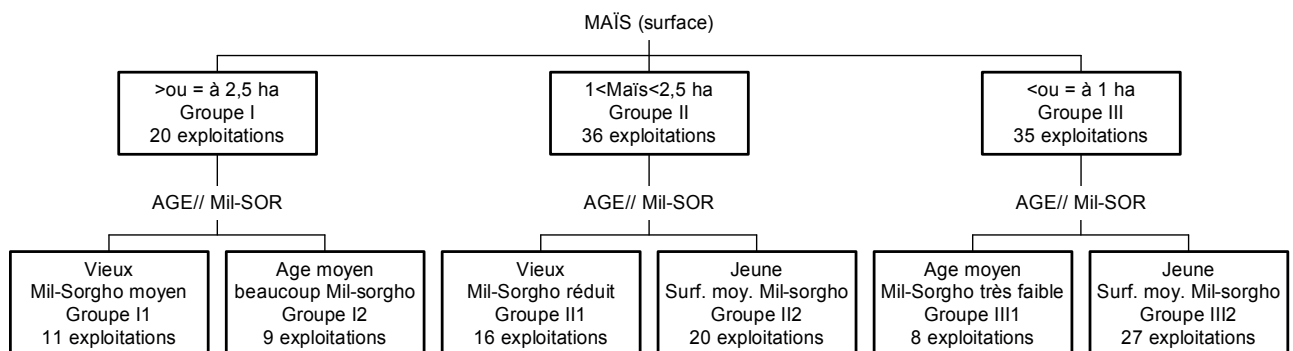 MAÏS (surface)
>ou = à 2,5 ha
Groupe I
20 exploitations
1<Maïs<2,5 ha
Groupe II
36 exploitations
<ou = à 1 ha
Groupe III
35 exploitations
AGE// Mil-SOR
AGE// Mil-SOR
AGE// Mil-SOR
Vieux
Mil-Sorgho moyen
Groupe I1
11 exploitations
Age moyen
beaucoup Mil-sorgho
Groupe I2
9 exploitations
Vieux
Mil-Sorgho réduit
Groupe II1
16 exploitations
Jeune
Surf. moy. Mil-sorgho
Groupe II2
20 exploitations
Age moyen
Mil-Sorgho très faible
Groupe III1
8 exploitations
Jeune
Surf. moy. Mil-sorgho
Groupe III2
27 exploitations